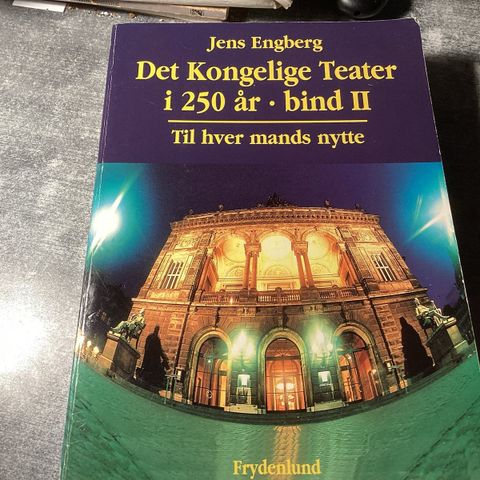 Jens Engberg
Det Kongelige Teater
i 250 år · bind II
Til hver mands nytte
Frydenlund